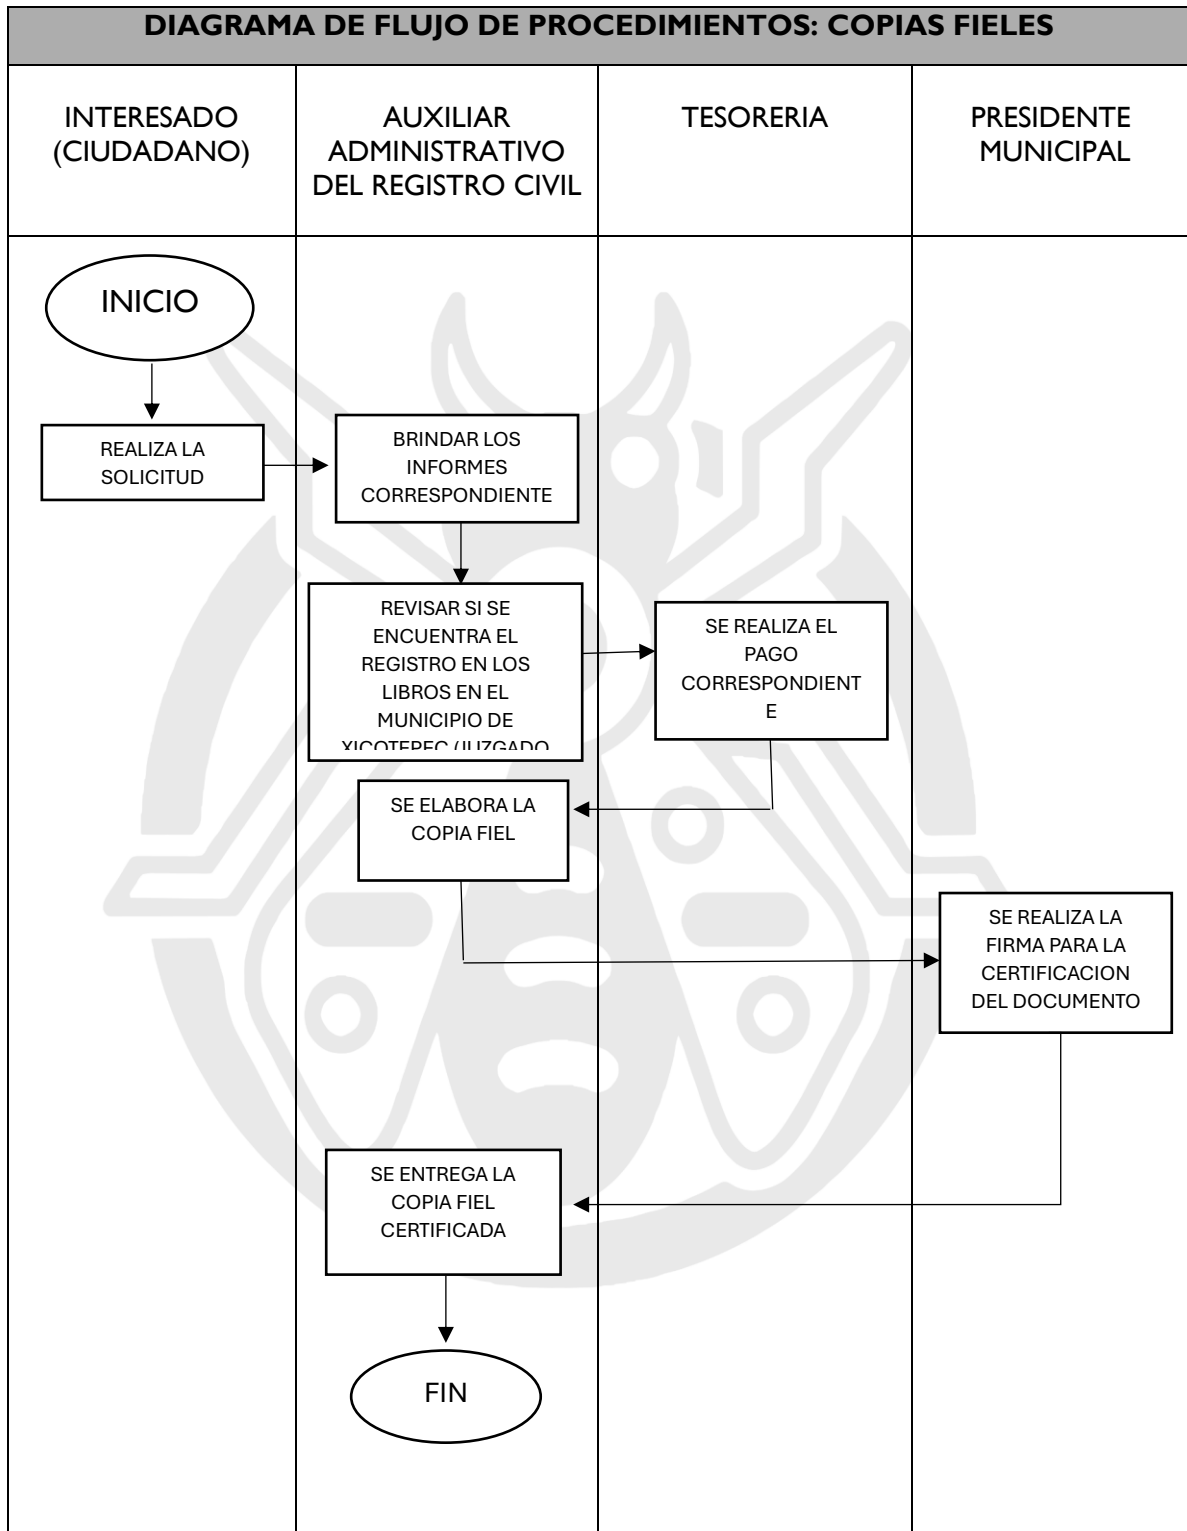 DIAGRAMA DE FLUJO DE PROCEDIMIENTOS: COPIAS FIELES
INTERESADO
(CIUDADANO)
AUXILIAR
ADMINISTRATIVO
DEL REGISTRO CIVIL
TESORERIA
PRESIDENTE
MUNICIPAL
INICIO
REALIZA LA
SOLICITUD
BRINDAR LOS
INFORMES
CORRESPONDIENTE
REVISAR SI SE
ENCUENTRA EL
REGISTRO EN LOS
LIBROS EN EL
MUNICIPIO DE
XICOTEPEC (JUZGADO
SE REALIZA EL
PAGO
CORRESPONDIENT
E
SE ELABORA LA
COPIA FIEL
SE REALIZA LA
FIRMA PARA LA
CERTIFICACION
DEL DOCUMENTO
SE ENTREGA LA
COPIA FIEL
CERTIFICADA
FIN